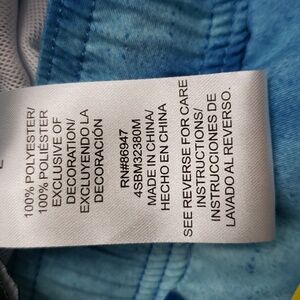 100% POLYESTER/
100% POLIÉSTER
EXCLUSIVE OF
DECORATION/
EXCLUYENDO LA
DECORACIÓN
RN#86947
4SBM32380M
MADE IN CHINA/
HECHO EN CHINA
SEE REVERSE FOR CARE
INSTRUCTIONS/
INSTRUCCIONES DE
LAVADO AL REVERSO.